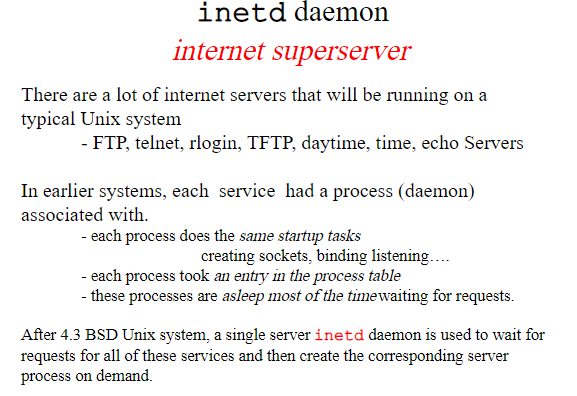 inetd daemon
internet superserver
There are a lot of internet servers that will be running on a
typical Unix system
- FTP, telnet, rlogin, TFTP, daytime, time, echo Servers
In earlier systems, each service had a process (daemon)
associated with.
- each process does the same startup tasks
creating sockets, binding listening….
- each process took an entry in the process table
- these processes are asleep most of the timewaiting for requests.
After 4.3 BSD Unix system, a single server inetd daemon is used to wait for
requests for all of these services and then create the corresponding server
process on demand.